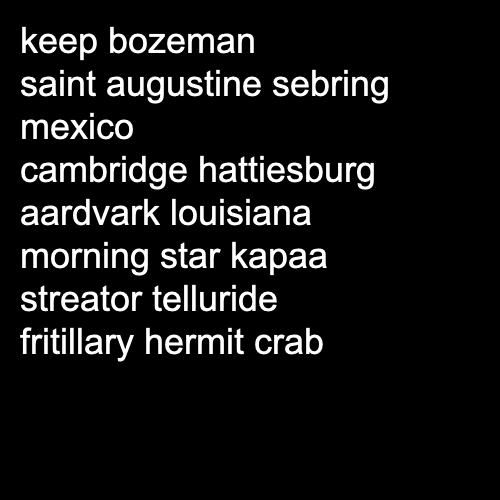 keep bozeman
saint augustine sebring
mexico
cambridge hattiesburg
aardvark louisiana
morning star kapaa
streator telluride
fritillary hermit crab